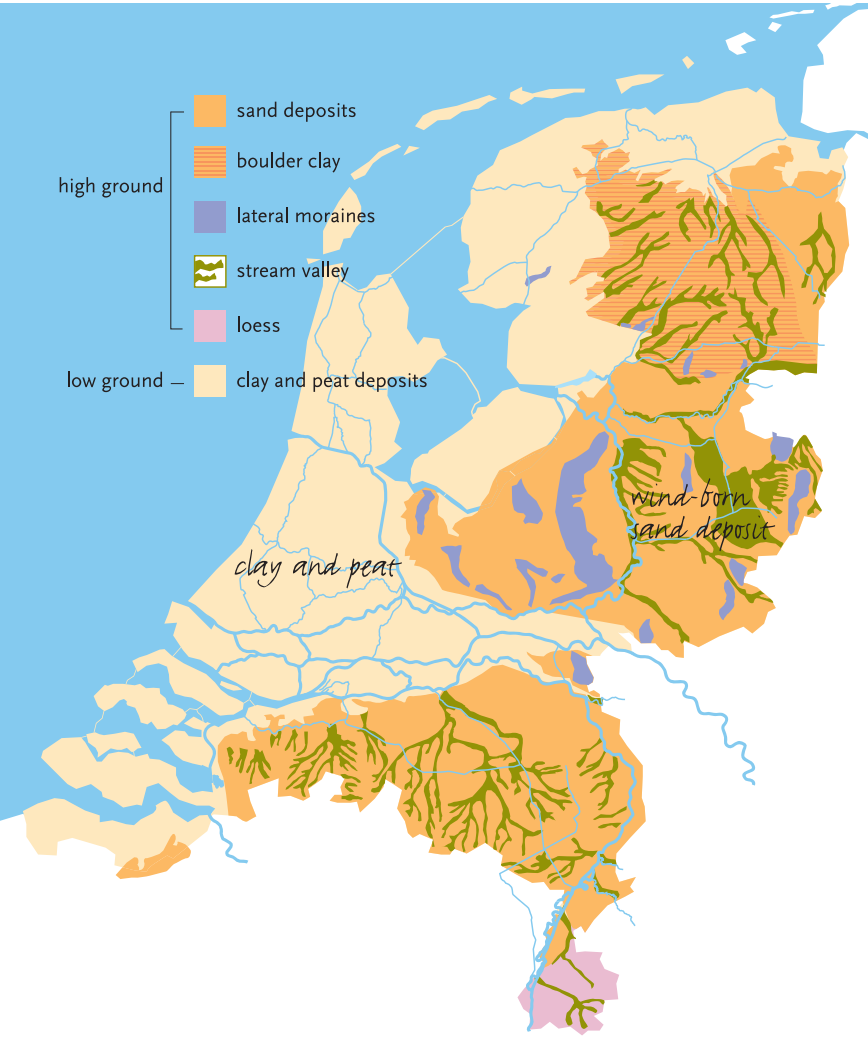 sand deposits
boulder clay
high ground
lateral moraines
stream valley
loess
low ground
clay and peat deposits
wind-born
sand deposit
clay and peat